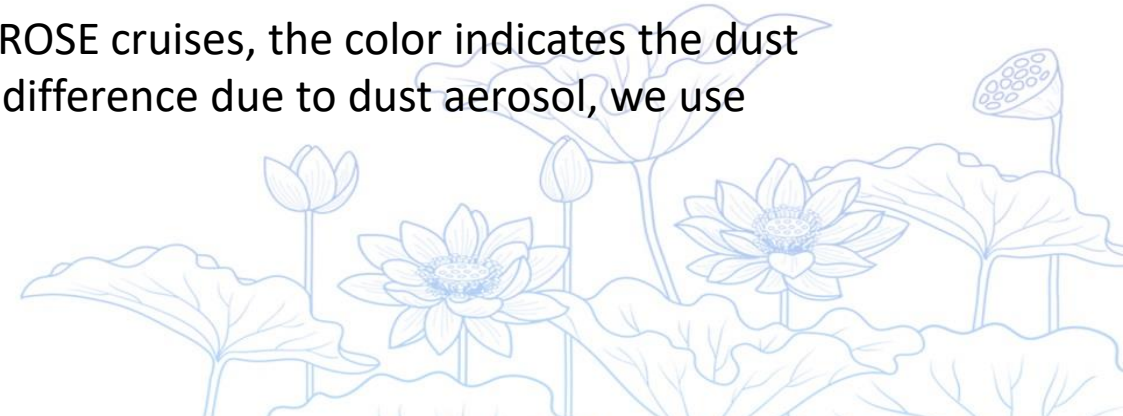 ROSE cruises, the color indicates the dust
difference due to dust aerosol, we use